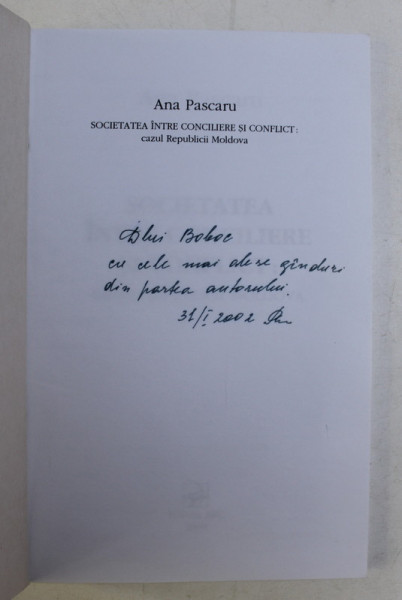 Ana Pascaru
SOCIETATEA ÎNTRE CONCILIERE ȘI CONFLICT:
cazul Republicii Moldova
Dlui Boboc
cu cele mai alese gînduri
din partea autorului.
31/I 2002